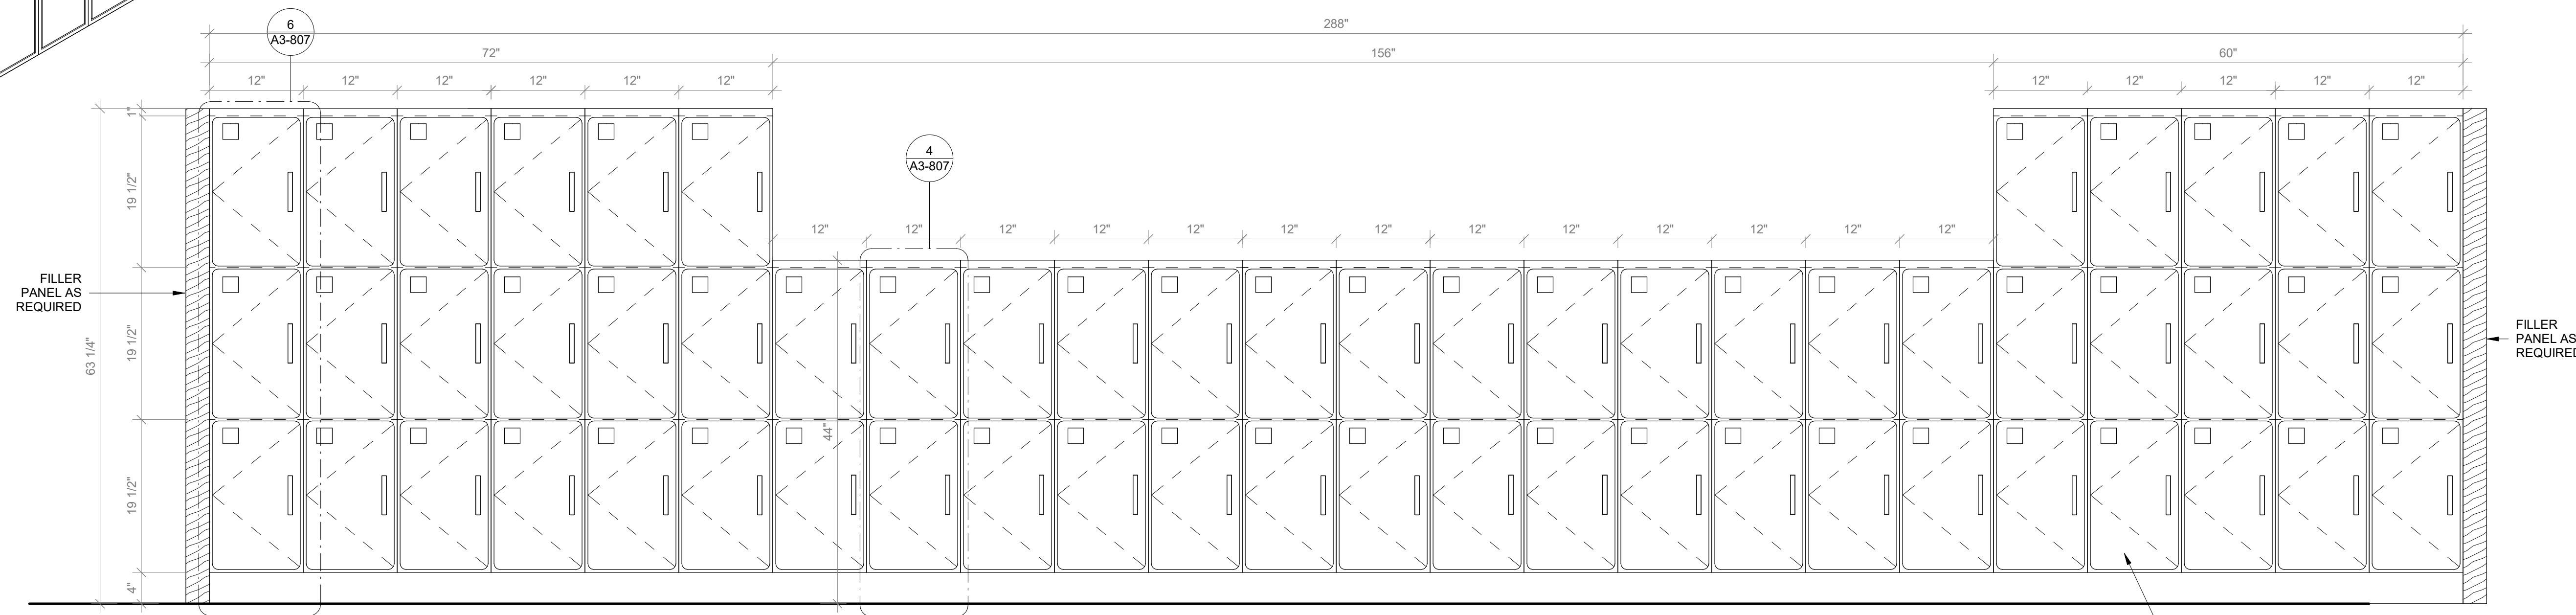 6
A3-807
288"
72"
156"
60"
12" 12" 12" 12" 12" 12"
12" 12" 12" 12" 12"
1"
19 1/2"
4
A3-807
12" 12" 12" 12" 12" 12" 12" 12" 12" 12" 12" 12" 12"
FILLER
PANEL AS
REQUIRED
63 1/4"
19 1/2"
FILLER
PANEL AS
REQUIRED
44"
19 1/2"
4"